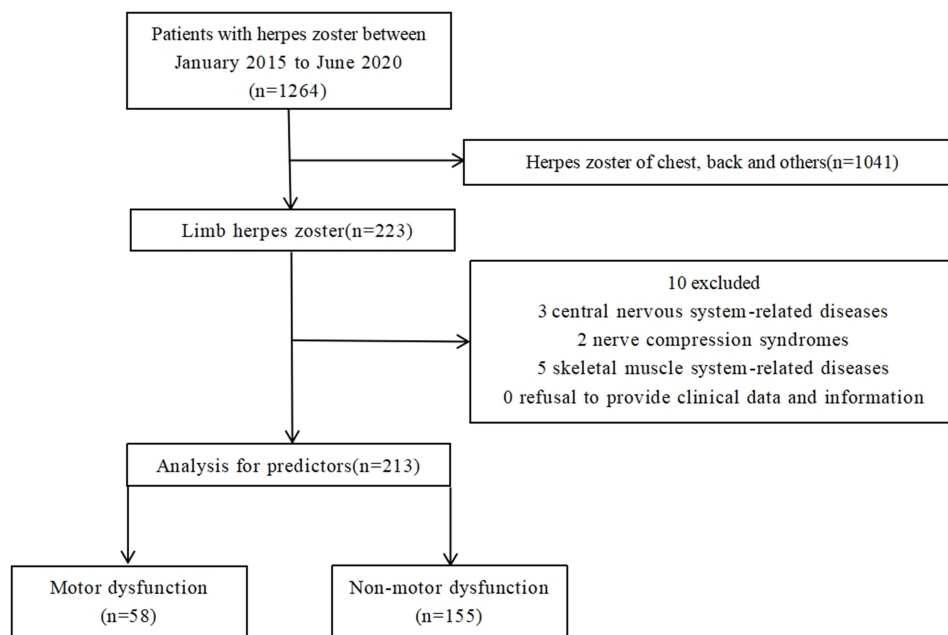 Patients with herpes zoster between
January 2015 to June 2020
(n=1264)
Herpes zoster of chest, back and others(n=1041)
Limb herpes zoster(n=223)
10 excluded
3 central nervous system-related diseases
2 nerve compression syndromes
5 skeletal muscle system-related diseases
0 refusal to provide clinical data and information
Analysis for predictors(n=213)
Motor dysfunction
(n=58)
Non-motor dysfunction
(n=155)